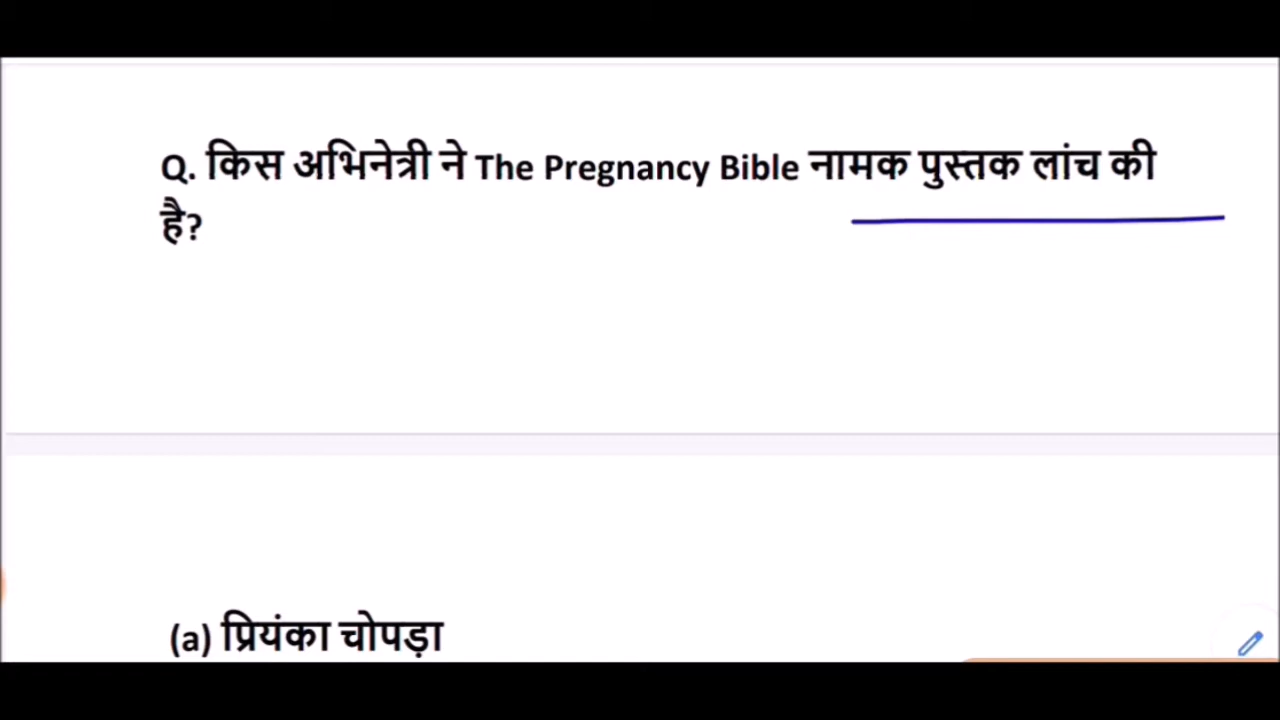 Q. किस अभिनेत्री ने The Pregnancy Bible नामक पुस्तक लांच की
है?
(a) प्रियंका चोपड़ा